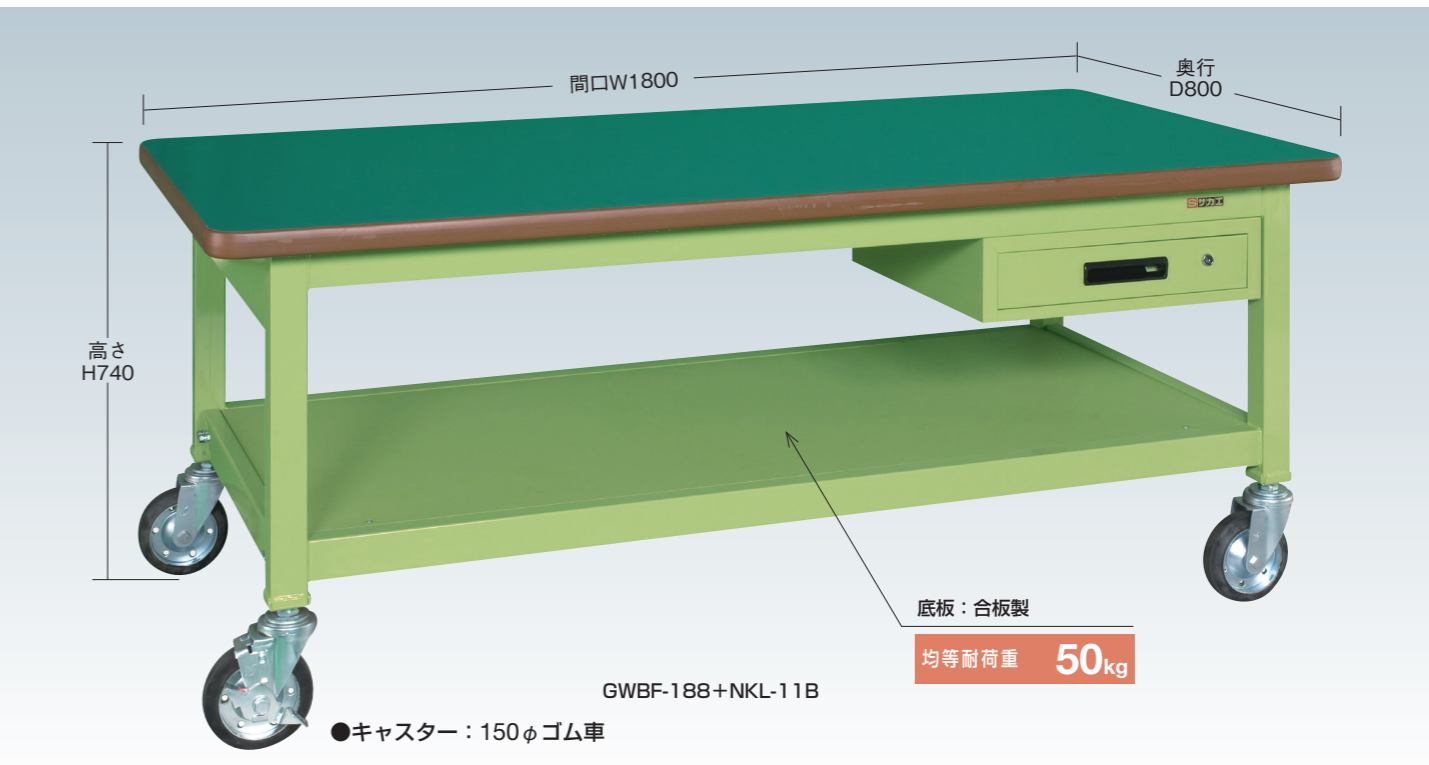 間口W1800
奥行
D800
サカエ
高さ
H740
底板：合板製
均等耐荷重 50kg
GWBF-188+NKL-11B
●キャスター：150φゴム車